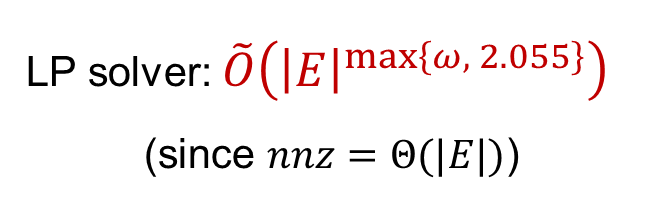 LP solver: Õ(|E|^max{ω, 2.055})
(since nnz = Θ(|E|))